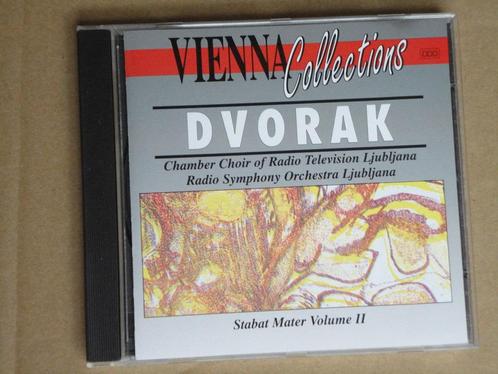 VIENNA Collections
DDD
DVORAK
Chamber Choir of Radio Television Ljubljana
Radio Symphony Orchestra Ljubljana
Stabat Mater Volume II